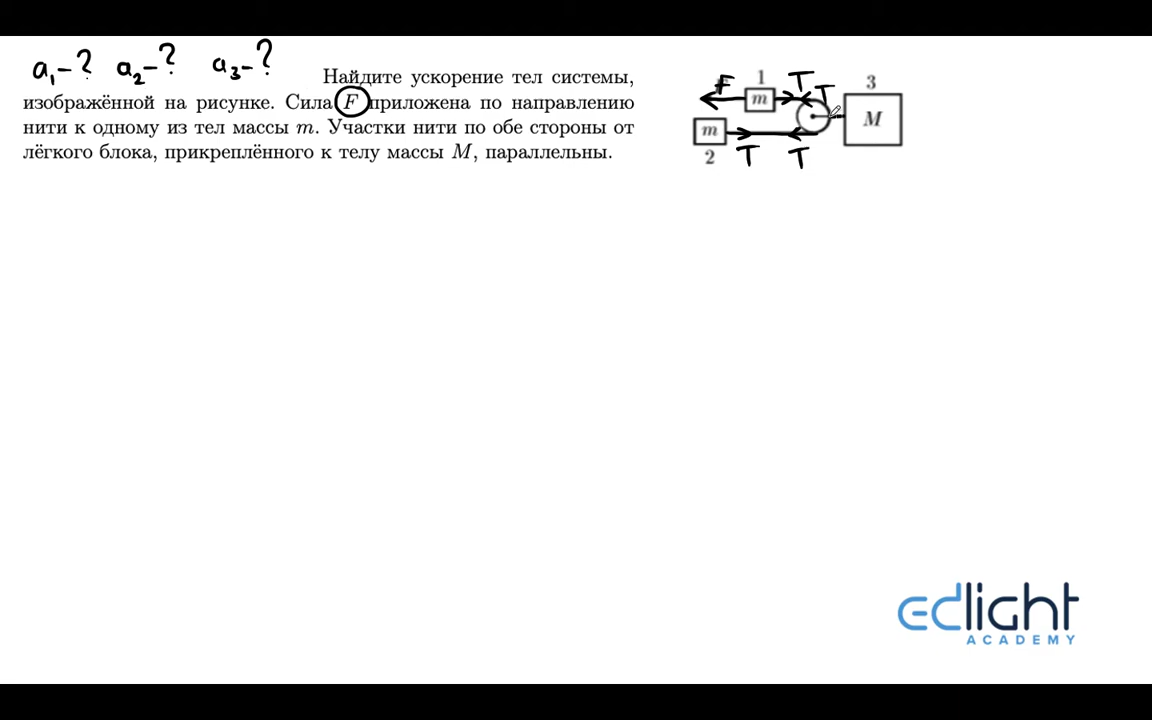 a₁-? a₂-? a₃-?
Найдите ускорение тел системы,
изображённой на рисунке. Сила F приложена по направлению
нити к одному из тел массы m. Участки нити по обе стороны от
лёгкого блока, прикреплённого к телу массы M, параллельны.
1 T 3
F m T M
m
2 T T
edlight
ACADEMY